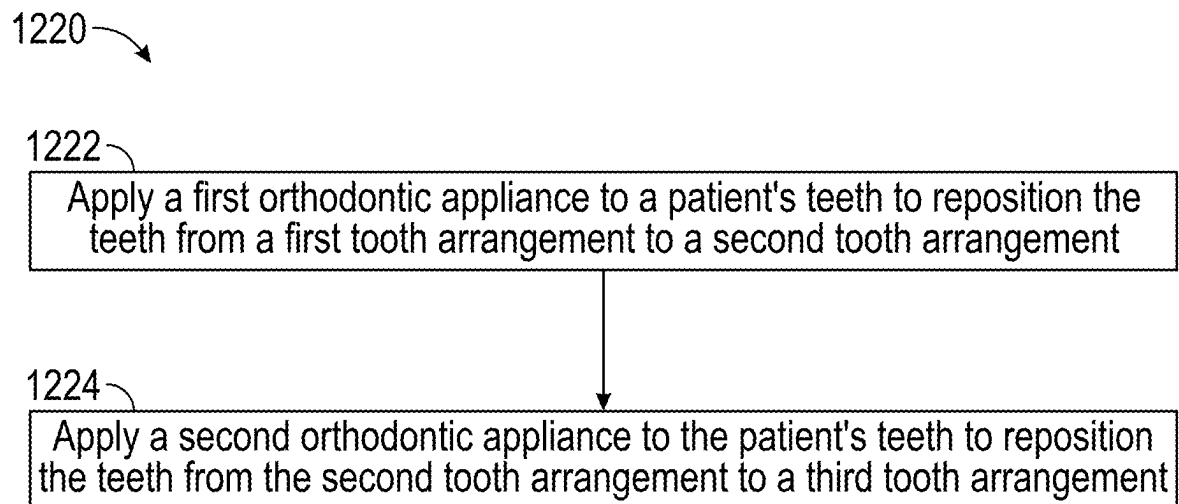 1220
1222
Apply a first orthodontic appliance to a patient's teeth to reposition the
teeth from a first tooth arrangement to a second tooth arrangement
1224
Apply a second orthodontic appliance to the patient's teeth to reposition
the teeth from the second tooth arrangement to a third tooth arrangement